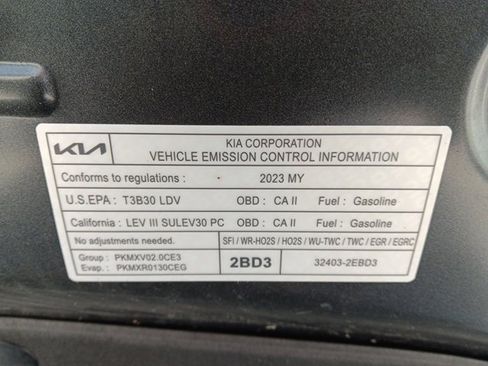 KIA
KIA CORPORATION
VEHICLE EMISSION CONTROL INFORMATION
Conforms to regulations : 2023 MY
U.S.EPA : T3B30 LDV OBD : CA II Fuel : Gasoline
California : LEV III SULEV30 PC OBD : CA II Fuel : Gasoline
No adjustments needed. SFI / WR-HO2S / HO2S / WU-TWC / TWC / EGR / EGRC
Group : PKMXV02.0CE3
Evap. : PKMXR0130CEG
2BD3 32403-2EBD3